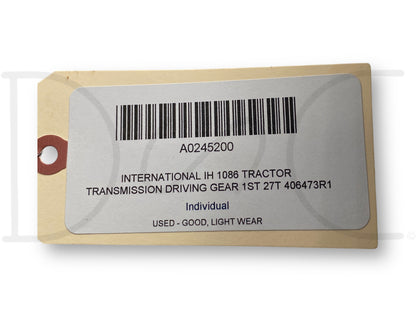 A0245200
INTERNATIONAL IH 1086 TRACTOR
TRANSMISSION DRIVING GEAR 1ST 27T 406473R1
Individual
USED - GOOD, LIGHT WEAR